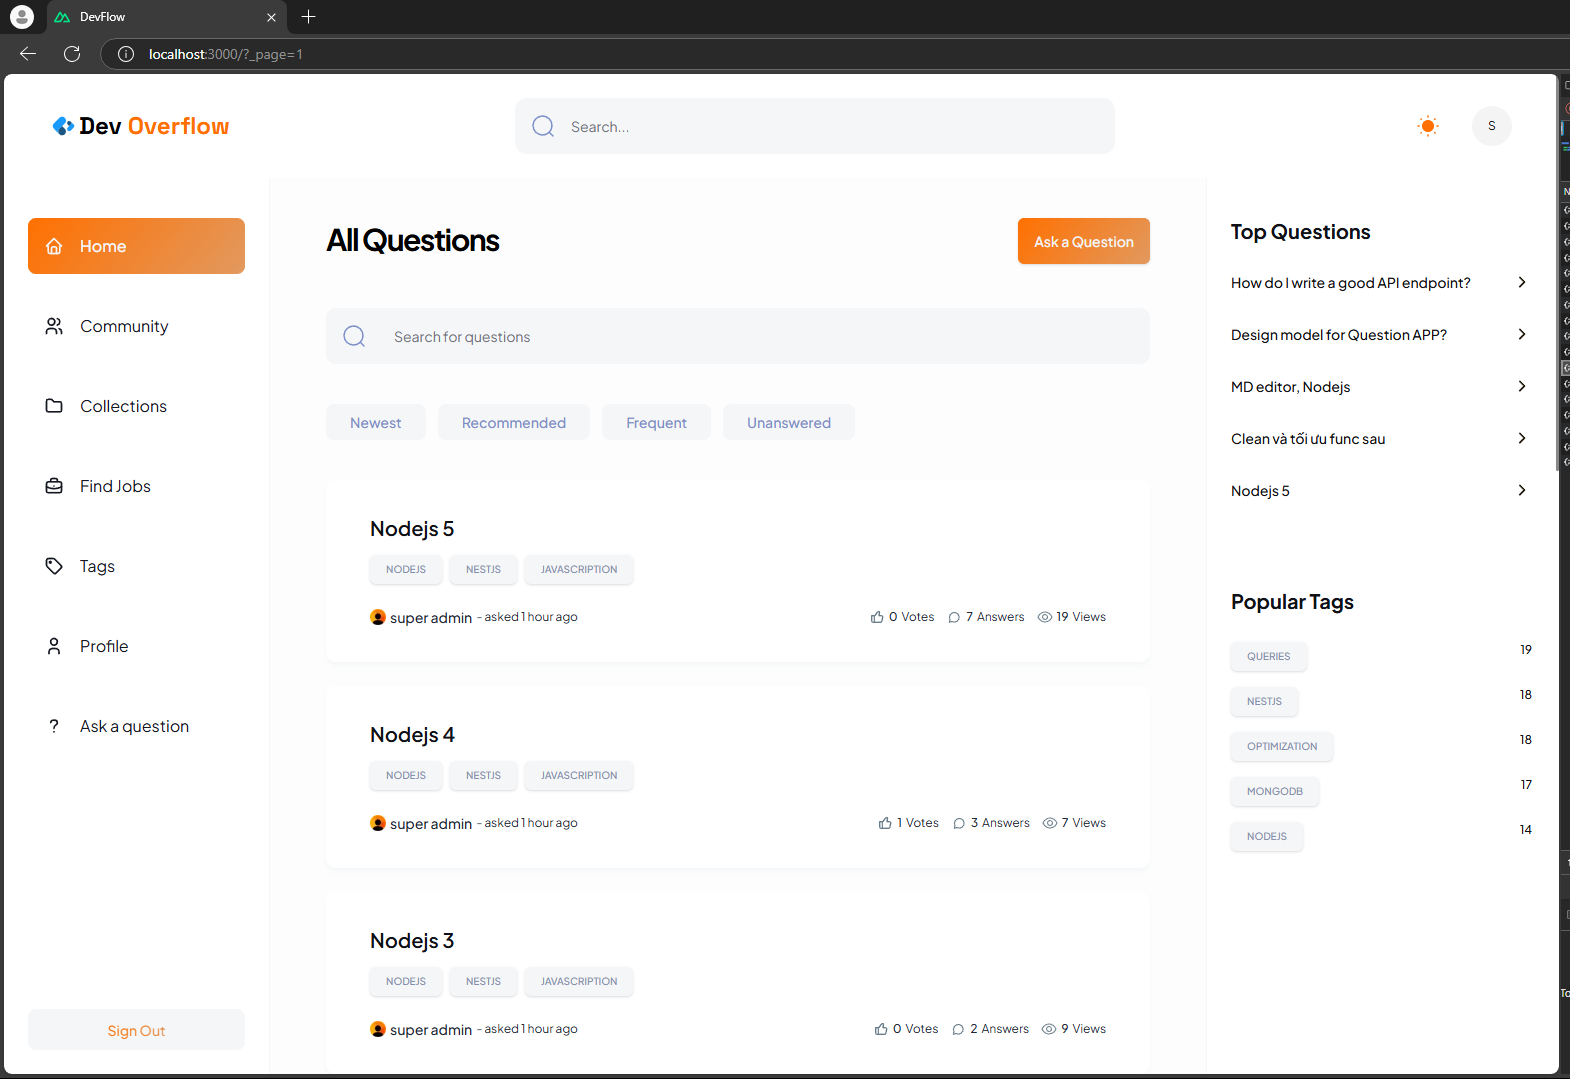 DevFlow
localhost:3000/?_page=1
Dev Overflow
Search...
S
Home
Community
Collections
Find Jobs
Tags
Profile
? Ask a question
Sign Out
All Questions
Ask a Question
Search for questions
Newest Recommended Frequent Unanswered
Nodejs 5
NODEJS NESTJS JAVASCRIPTION
super admin - asked 1 hour ago 0 Votes 7 Answers 19 Views
Nodejs 4
NODEJS NESTJS JAVASCRIPTION
super admin - asked 1 hour ago 1 Votes 3 Answers 7 Views
Nodejs 3
NODEJS NESTJS JAVASCRIPTION
super admin - asked 1 hour ago 0 Votes 2 Answers 9 Views
Top Questions
How do I write a good API endpoint?
Design model for Question APP?
MD editor, Nodejs
Clean và tối ưu func sau
Nodejs 5
Popular Tags
QUERIES 19
NESTJS 18
OPTIMIZATION 18
MONGODB 17
NODEJS 14